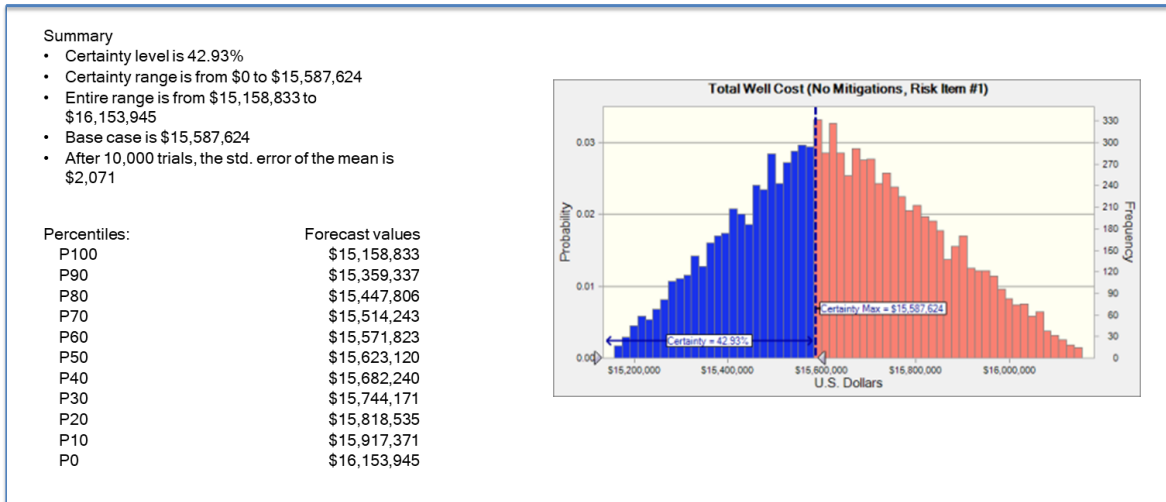 Summary
• Certainty level is 42.93%
• Certainty range is from $0 to $15,587,624
• Entire range is from $15,158,833 to
$16,153,945
• Base case is $15,587,624
• After 10,000 trials, the std. error of the mean is
$2,071
Percentiles: Forecast values
P100 $15,158,833
P90 $15,359,337
P80 $15,447,806
P70 $15,514,243
P60 $15,571,823
P50 $15,623,120
P40 $15,682,240
P30 $15,744,171
P20 $15,818,535
P10 $15,917,371
P0 $16,153,945
Total Well Cost (No Mitigations, Risk Item #1)
Probability
0.03
0.02
0.01
0.00
Certainty = 42.93%
Certainty Max = $15,587,624
330
300
270
240
210
180
150
120
90
60
30
0
Frequency
$15,200,000 $15,400,000 $15,600,000 $15,800,000 $16,000,000
U.S. Dollars